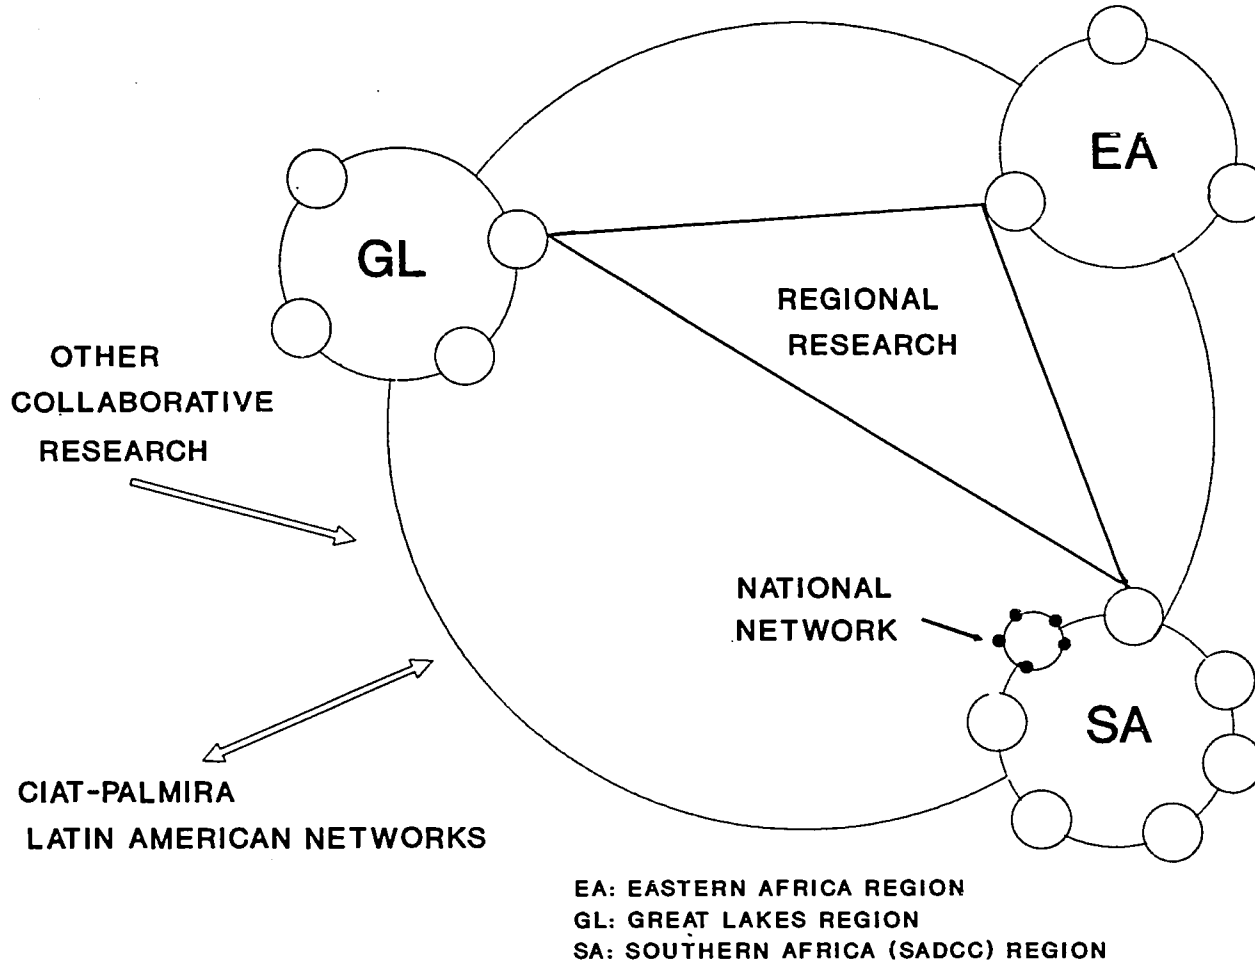 EA
GL
REGIONAL
RESEARCH
OTHER
COLLABORATIVE
RESEARCH
NATIONAL
NETWORK
SA
CIAT-PALMIRA
LATIN AMERICAN NETWORKS
EA: EASTERN AFRICA REGION
GL: GREAT LAKES REGION
SA: SOUTHERN AFRICA (SADCC) REGION